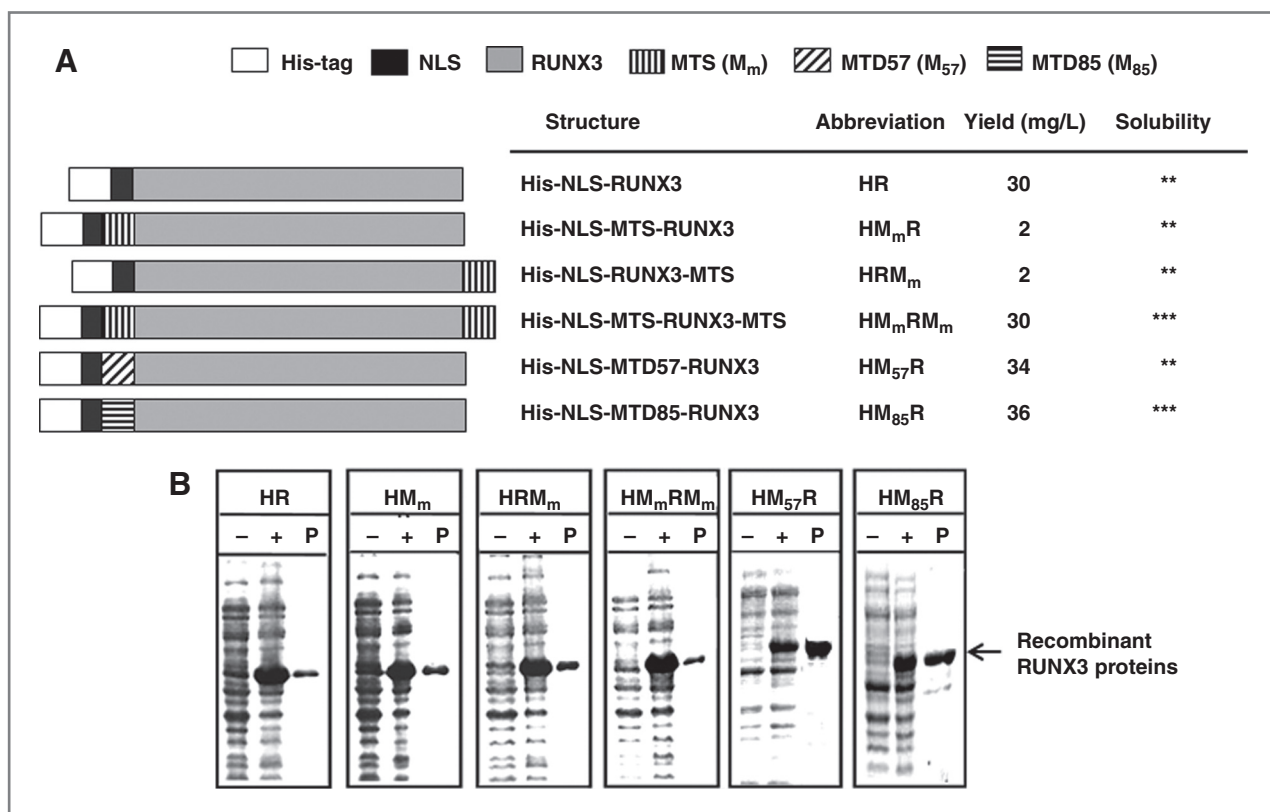 A
His-tag NLS RUNX3 MTS (Mm) MTD57 (M57) MTD85 (M85)
Structure Abbreviation Yield (mg/L) Solubility
His-NLS-RUNX3 HR 30 **
His-NLS-MTS-RUNX3 HMmR 2 **
His-NLS-RUNX3-MTS HRMm 2 **
His-NLS-MTS-RUNX3-MTS HMmRMm 30 ***
His-NLS-MTD57-RUNX3 HM57R 34 **
His-NLS-MTD85-RUNX3 HM85R 36 ***
B
HR HMm HRMm HMmRMm HM57R HM85R
– + P – + P – + P – + P – + P – + P
Recombinant
RUNX3 proteins